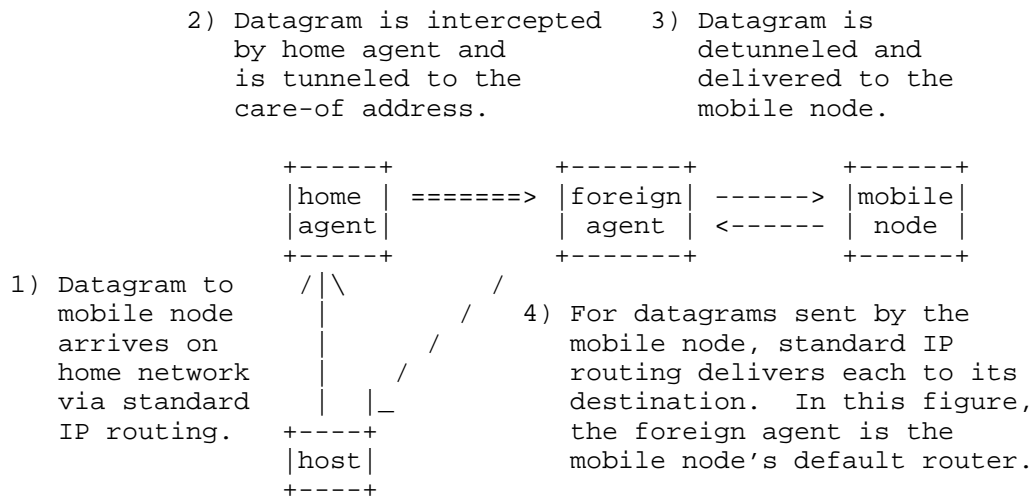 2) Datagram is intercepted    3) Datagram is
   by home agent and             detunneled and
   is tunneled to the            delivered to the
   care-of address.              mobile node.

                  +-----+          +-------+           +------+
                  |home | =======> |foreign| ------>   |mobile|
                  |agent|          | agent | <------   | node |
                  +-----+          +-------+           +------+
1) Datagram to     /|\           /
   mobile node      |          /   4) For datagrams sent by the
   arrives on       |        /        mobile node, standard IP
   home network     |      /          routing delivers each to its
   via standard     |  |_             destination.  In this figure,
   IP routing.    +----+              the foreign agent is the
                  |host|              mobile node's default router.
                  +----+